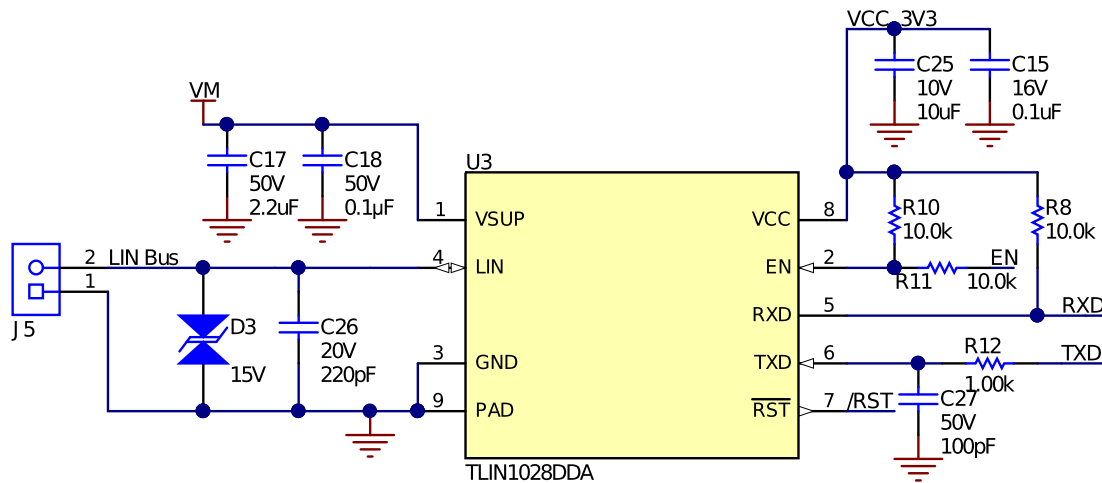 VCC_3V3
C25
10V
10uF
C15
16V
0.1uF
VM
C17
50V
2.2uF
C18
50V
0.1µF
U3
1
VSUP
VCC
8
R10
10.0k
R8
10.0k
2
LIN Bus
4
LIN
EN
2
R11
10.0k
EN
1
J5
RXD
5
RXD
D3
15V
C26
20V
220pF
3
GND
TXD
6
R12
1.00k
TXD
9
PAD
RST
7
/RST
C27
50V
100pF
TLIN1028DDA